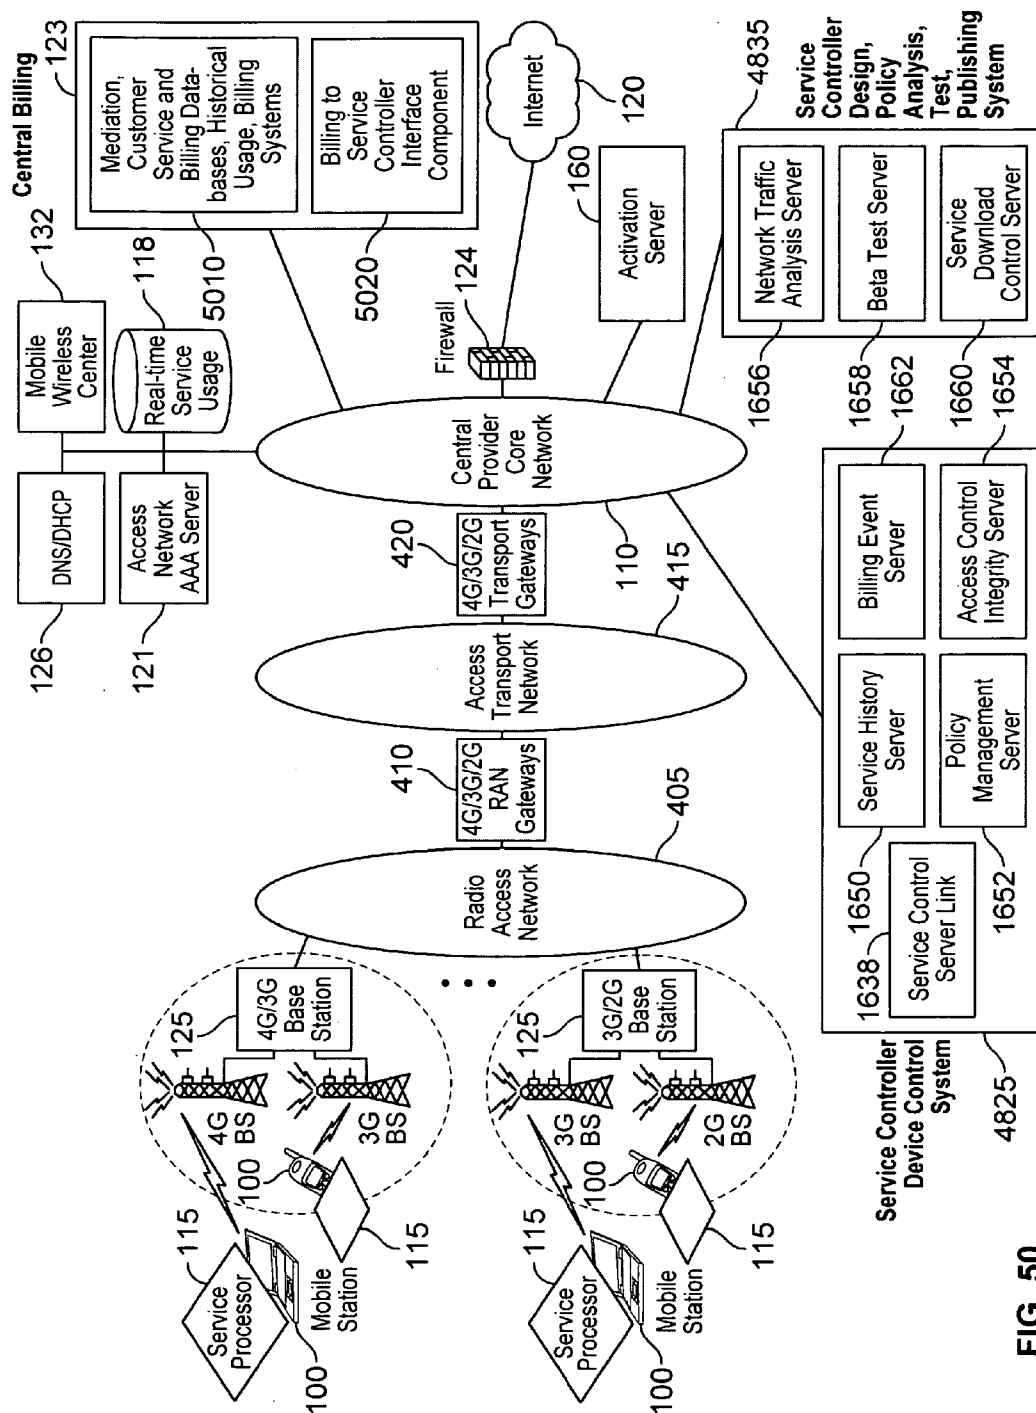 Central Billing
123
Mediation,
Customer
Service and
Billing Data-
bases, Historical
Usage, Billing
Systems
5010
Billing to
Service
Controller
Interface
Component
5020
132
Mobile
Wireless
Center
118
Real-time
Service
Usage
DNS/DHCP
126
Access
Network
AAA Server
121
Internet
120
Firewall
124
160
Activation
Server
Central
Provider
Core
Network
110
420
4G/3G/2G
Transport
Gateways
Access
Transport
Network
415
410
4G/3G/2G
RAN
Gateways
Radio
Access
Network
405
125
4G/3G
Base
Station
4G
BS
3G
BS
100
115
Service
Processor
115
Mobile
Station
100
125
3G/2G
Base
Station
3G
BS
2G
BS
100
115
Service
Processor
115
Mobile
Station
100
4835
Service
Controller
Design,
Policy
Analysis,
Test,
Publishing
System
Network Traffic
Analysis Server
1656
Beta Test Server
1658
Service
Download
Control Server
1660
Billing Event
Server
1662
Access Control
Integrity Server
1654
Service History
Server
1650
Policy
Management
Server
1652
1638
Service Control
Server Link
Service Controller
Device Control
System
4825
FIG. 50